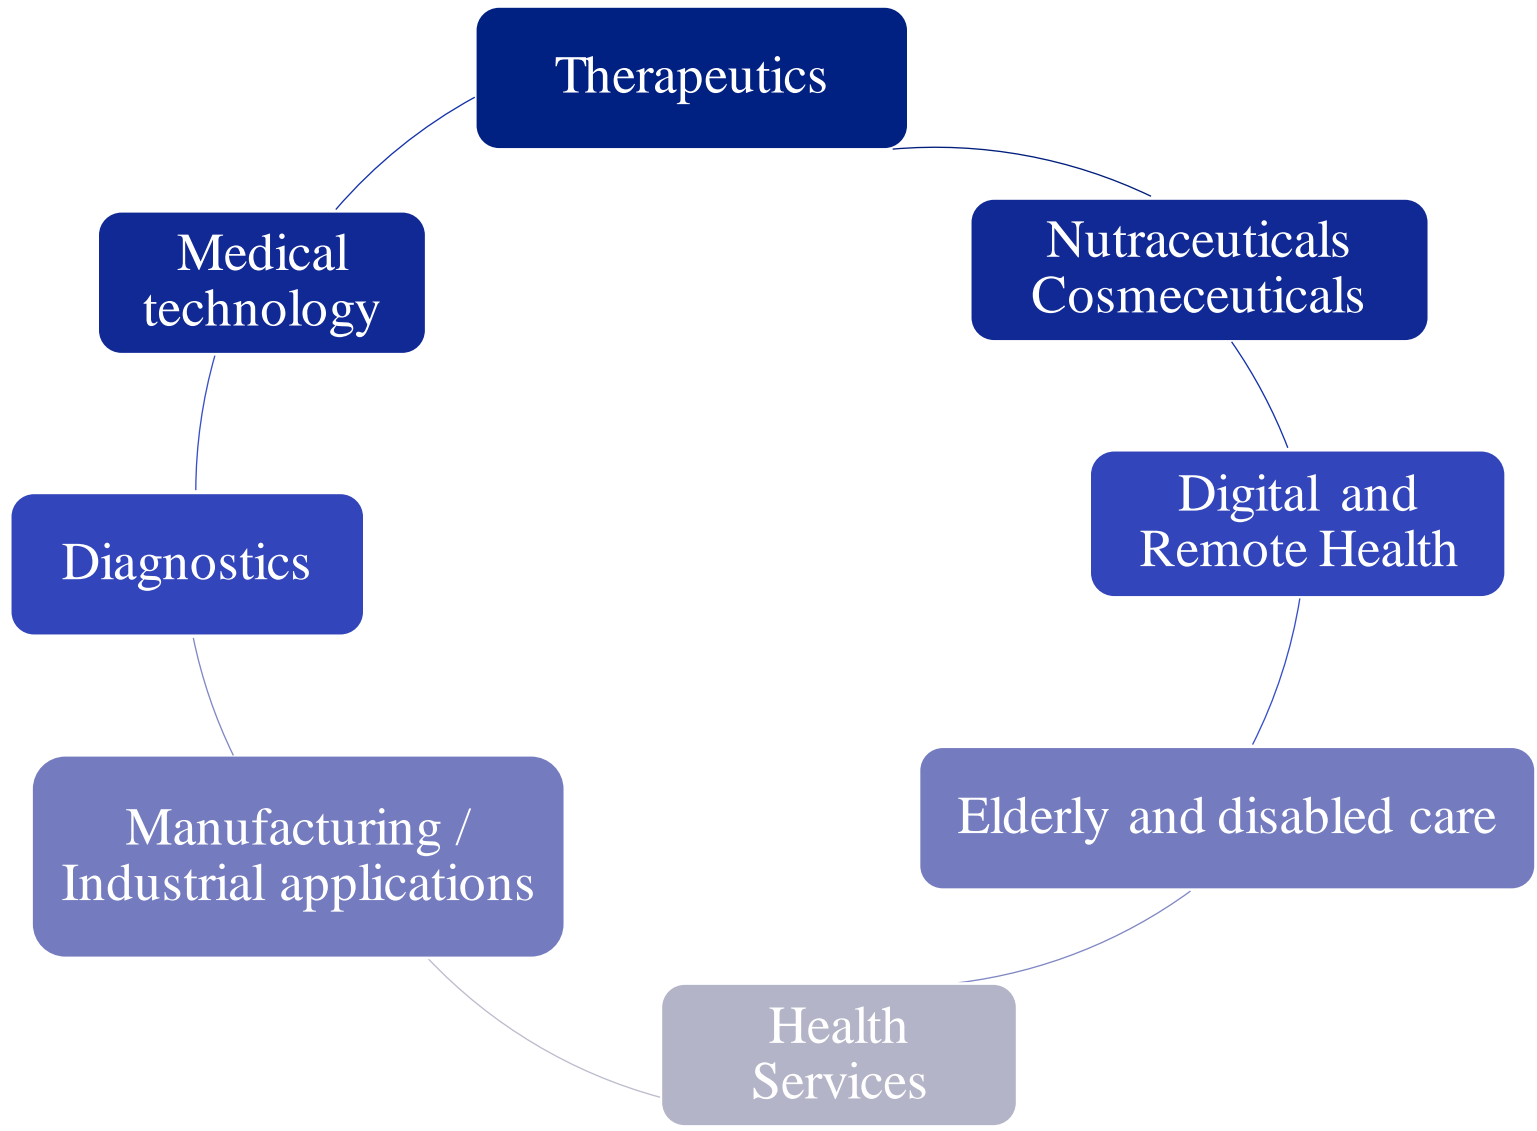 Therapeutics
Nutraceuticals
Cosmeceuticals
Digital and
Remote Health
Elderly and disabled care
Health
Services
Manufacturing /
Industrial applications
Diagnostics
Medical
technology